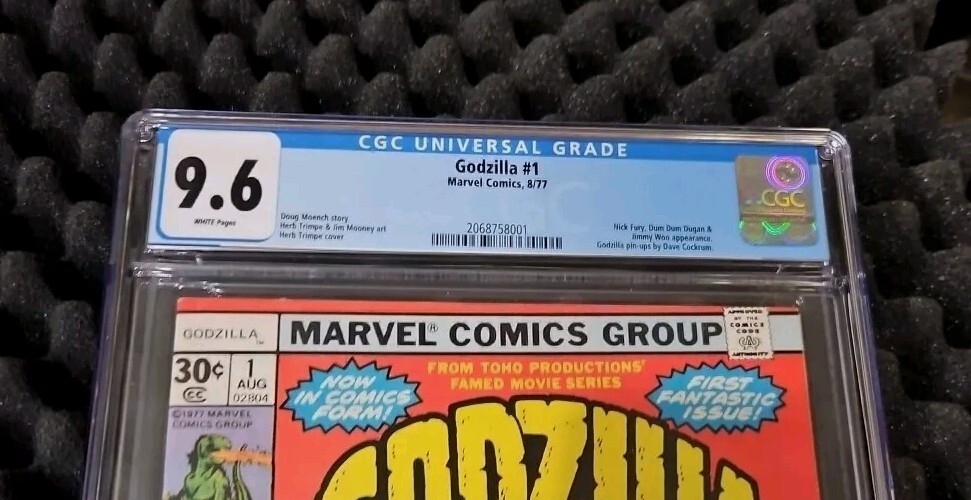 CGC UNIVERSAL GRADE
9.6
WHITE Pages
Godzilla #1
Marvel Comics, 8/77
Doug Moench story
Herb Trimpe & Jim Mooney art
Herb Trimpe cover
2068758001
Nick Fury, Dum Dum Dugan &
Jimmy Woo appearance.
Godzilla pin-ups by Dave Cockrum.
CGC
GODZILLA™
MARVEL® COMICS GROUP
APPROVED
BY THE
COMICS
CODE
AUTHORITY
30¢
CC
1
AUG
02804
©1977 MARVEL
COMICS GROUP
NOW
IN COMICS
FORM!
FROM TOHO PRODUCTIONS'
FAMED MOVIE SERIES
FIRST
FANTASTIC
ISSUE!
GODZILLA